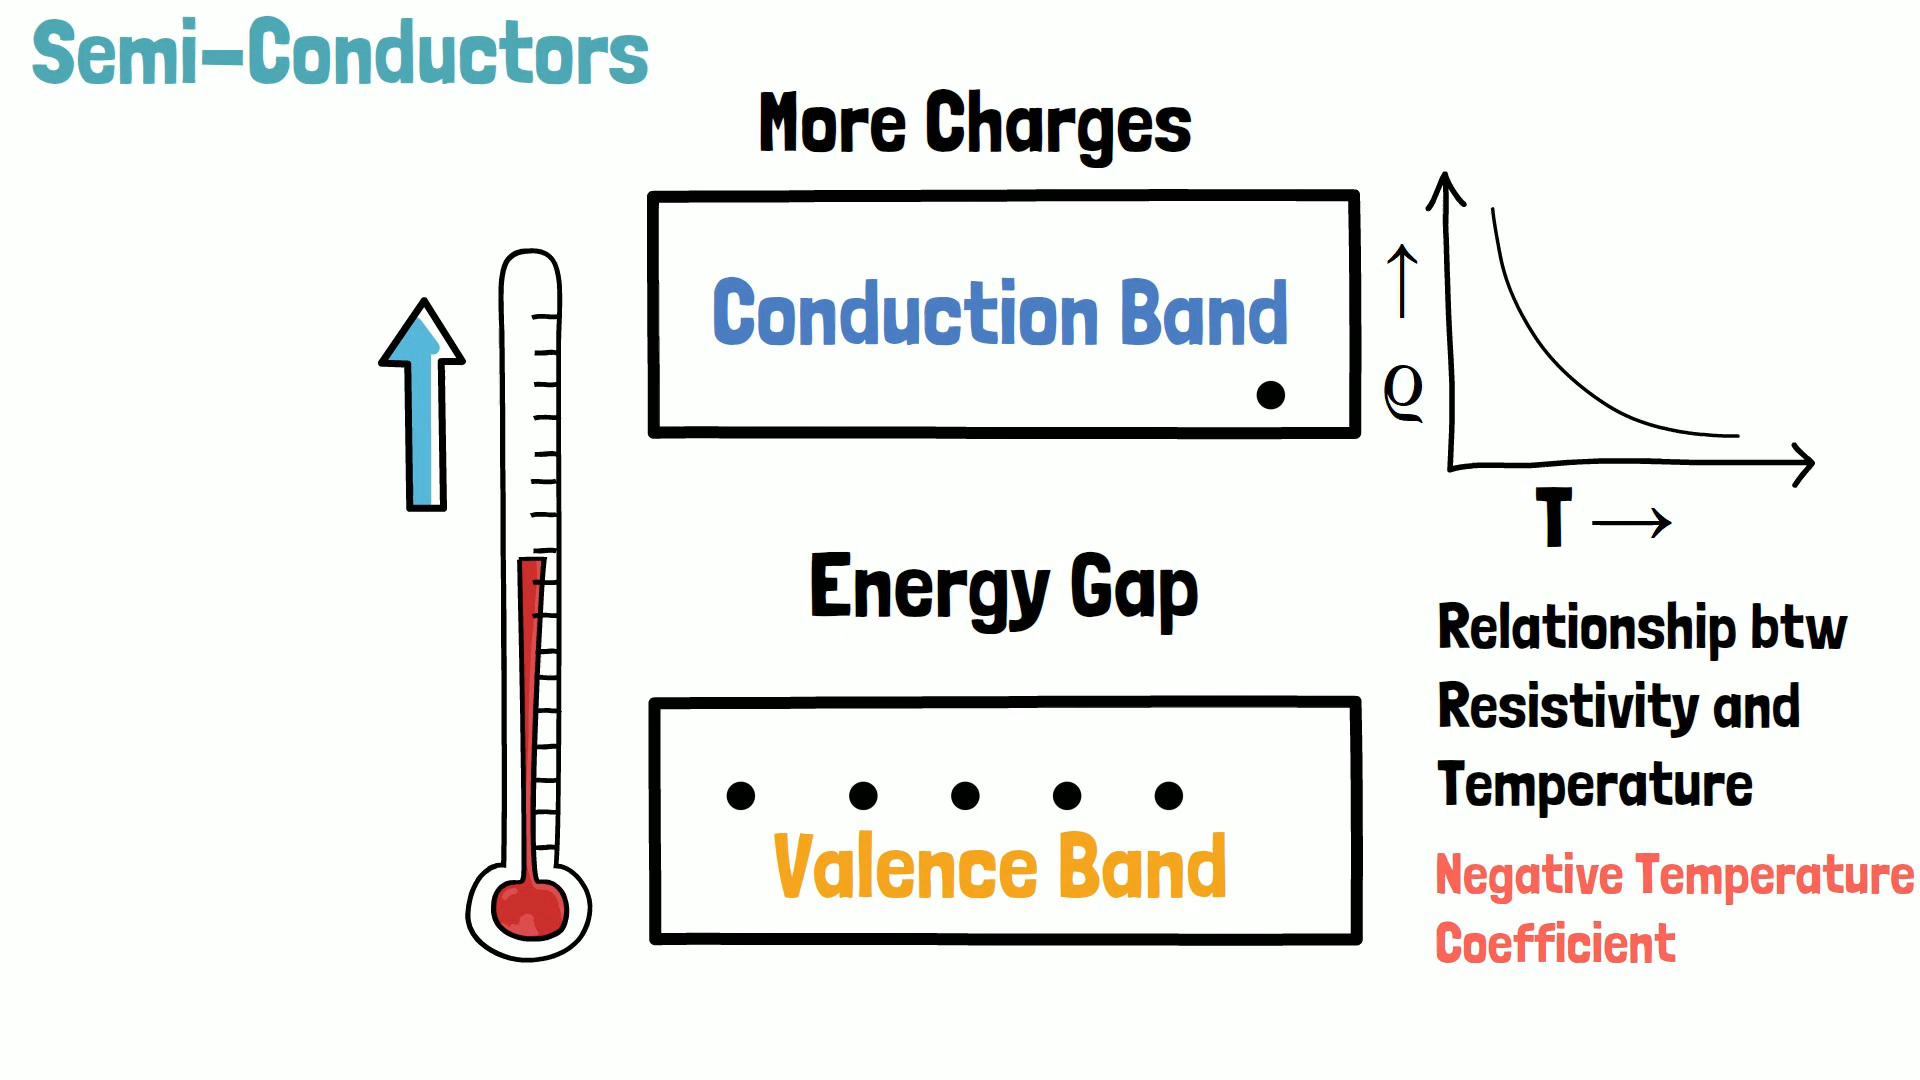 Semi-Conductors
More Charges
Conduction Band
Energy Gap
Valence Band
↑
ϱ
T →
Relationship btw
Resistivity and
Temperature
Negative Temperature
Coefficient